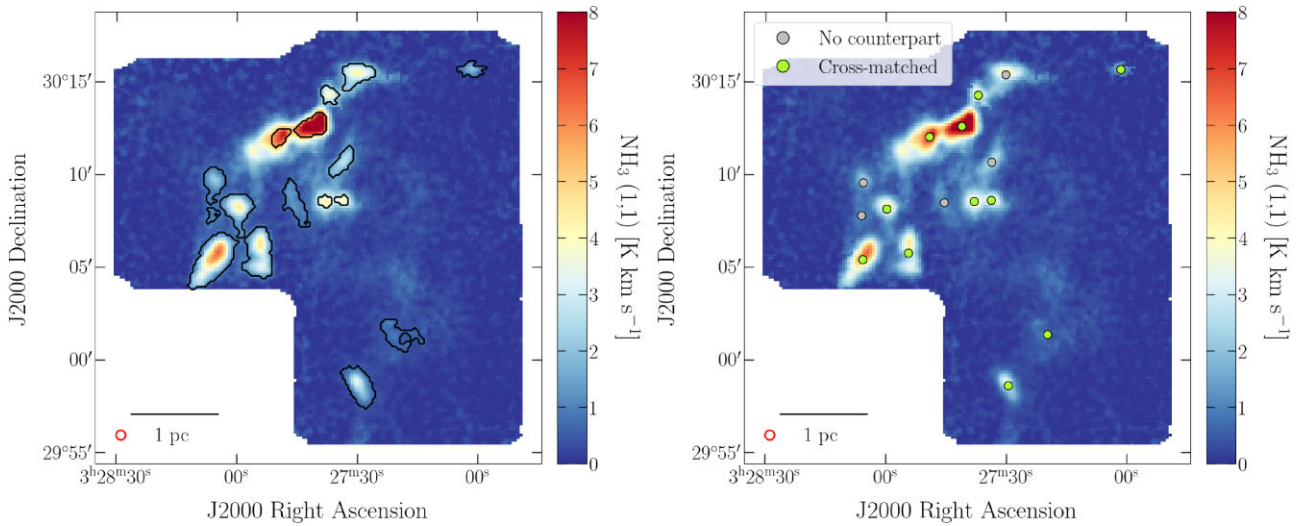 8
7
6
5
4
3
2
1
0
NH₃ (1,1) [K km s⁻¹]
30°15′
10′
05′
00′
29°55′
J2000 Declination
1 pc
3ʰ28ᵐ30ˢ 00ˢ 27ᵐ30ˢ 00ˢ
J2000 Right Ascension
No counterpart
Cross-matched
8
7
6
5
4
3
2
1
0
NH₃ (1,1) [K km s⁻¹]
30°15′
10′
05′
00′
29°55′
J2000 Declination
1 pc
3ʰ28ᵐ30ˢ 00ˢ 27ᵐ30ˢ 00ˢ
J2000 Right Ascension